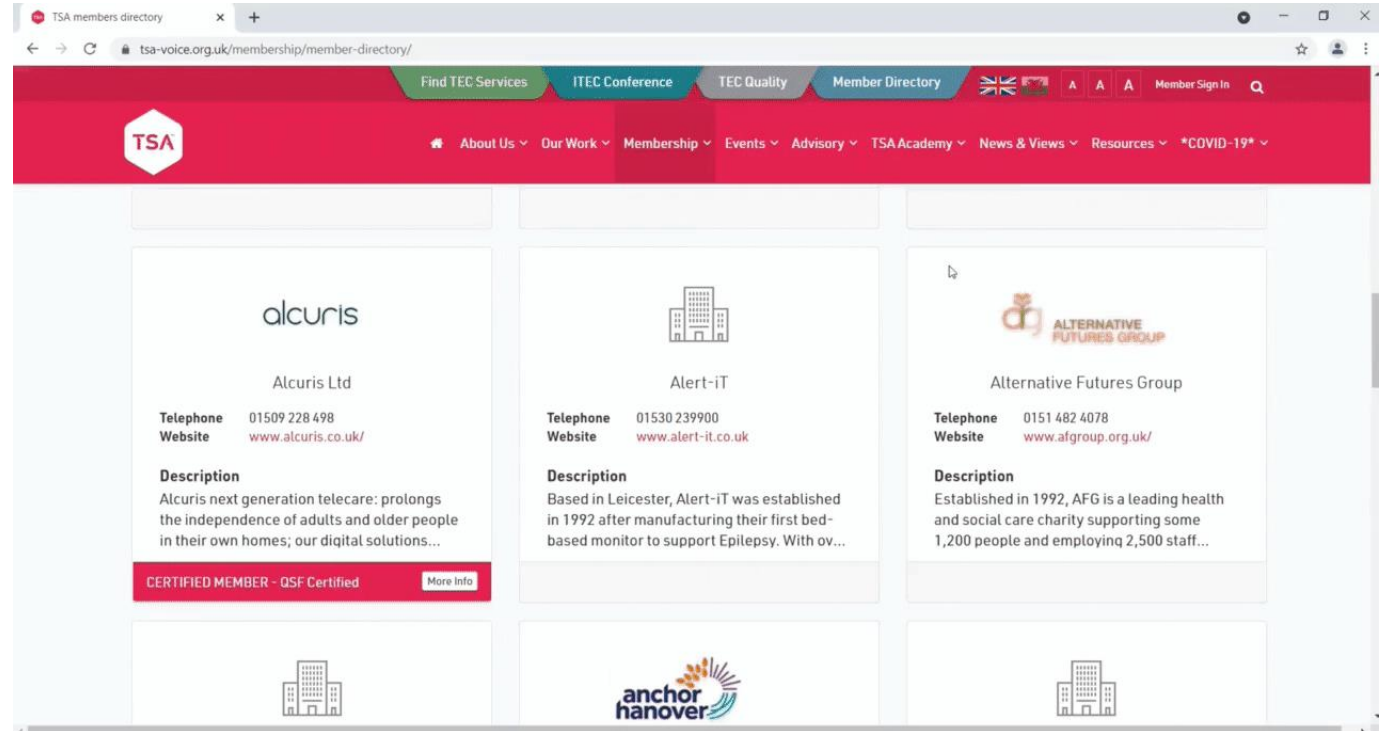 TSA members directory
tsa-voice.org.uk/membership/member-directory/
Find TEC Services ITEC Conference TEC Quality Member Directory A A A Member Sign In
TSA
About Us Our Work Membership Events Advisory TSA Academy News & Views Resources *COVID-19*
alcuris
Alcuris Ltd
Telephone 01509 228 498
Website www.alcuris.co.uk/
Description
Alcuris next generation telecare: prolongs
the independence of adults and older people
in their own homes; our digital solutions...
CERTIFIED MEMBER - QSF Certified More Info
Alert-iT
Telephone 01530 239900
Website www.alert-it.co.uk
Description
Based in Leicester, Alert-iT was established
in 1992 after manufacturing their first bed-
based monitor to support Epilepsy. With ov...
afg ALTERNATIVE
FUTURES GROUP
Alternative Futures Group
Telephone 0151 482 4078
Website www.afgroup.org.uk/
Description
Established in 1992, AFG is a leading health
and social care charity supporting some
1,200 people and employing 2,500 staff...
anchor
hanover